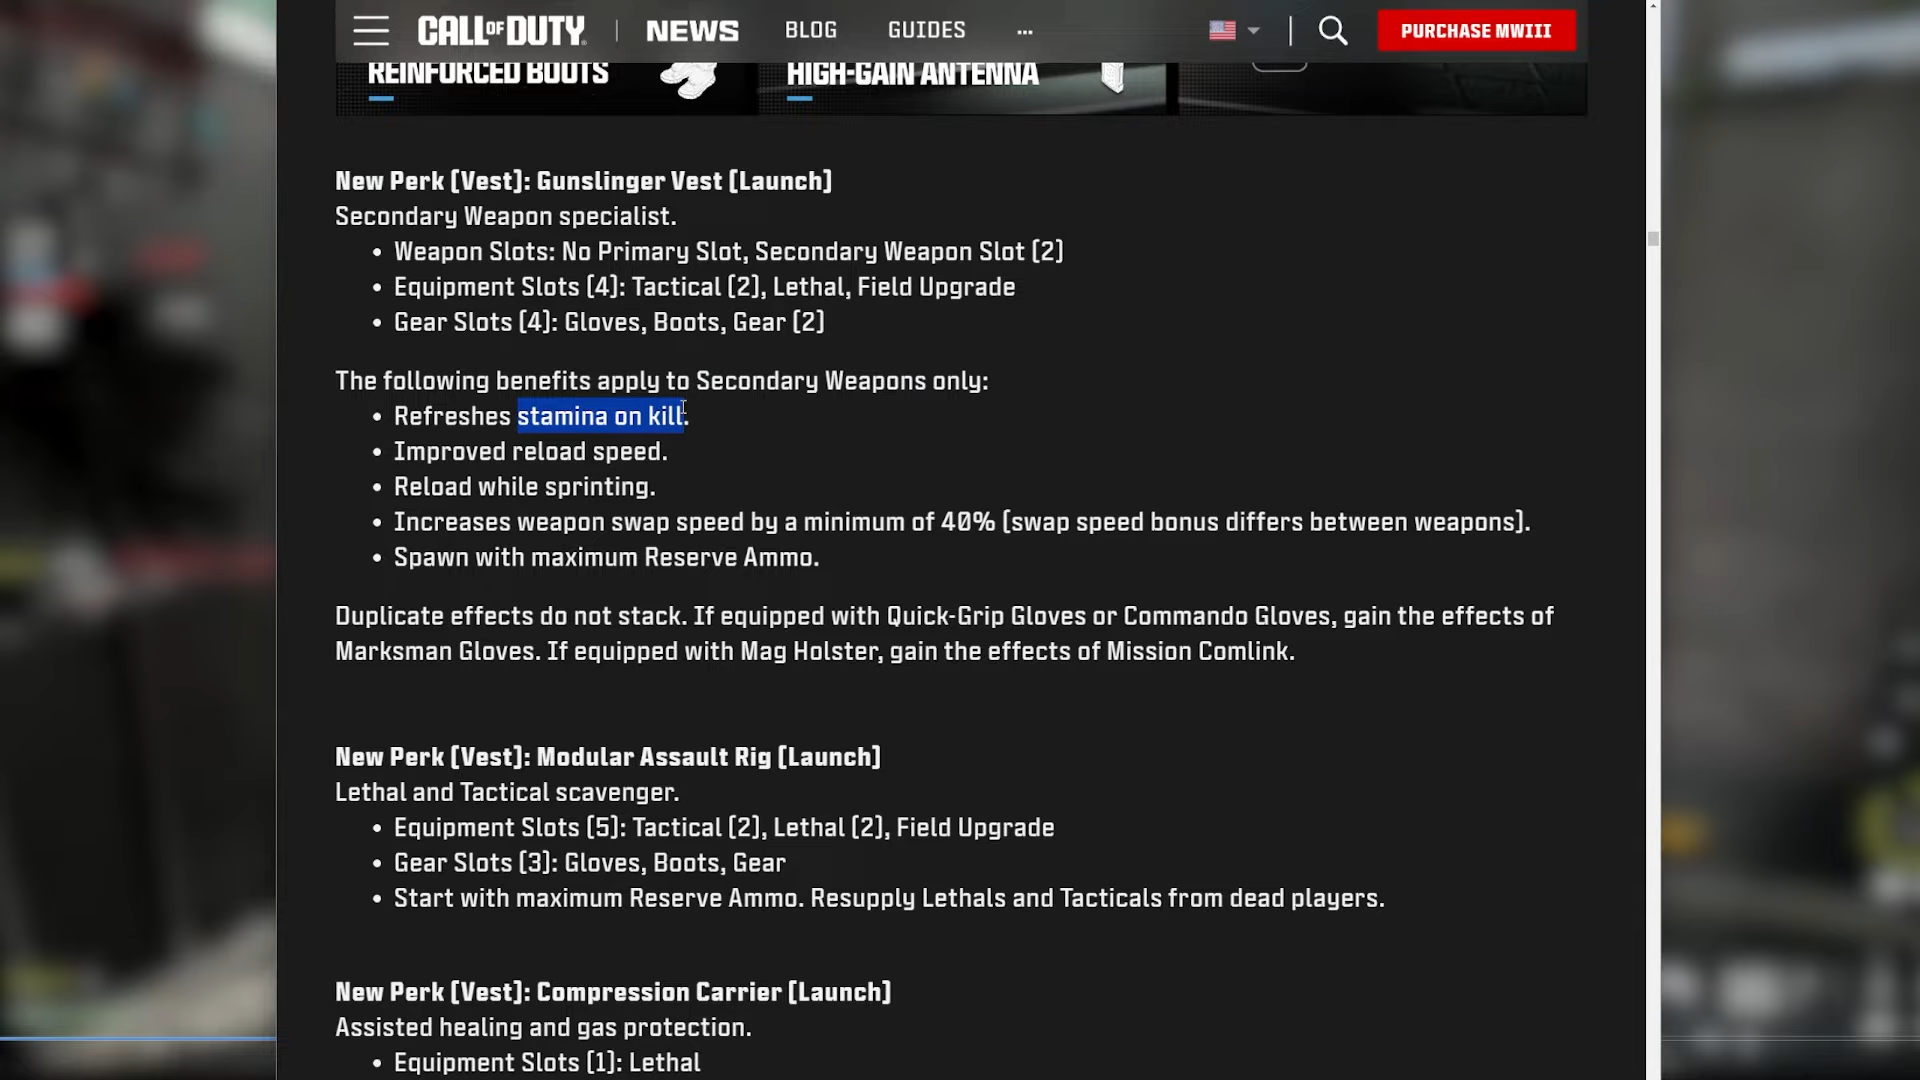 CALL OF DUTY NEWS BLOG GUIDES ... PURCHASE MWIII
REINFORCED BOOTS HIGH-GAIN ANTENNA
New Perk [Vest]: Gunslinger Vest [Launch]
Secondary Weapon specialist.
• Weapon Slots: No Primary Slot, Secondary Weapon Slot [2]
• Equipment Slots [4]: Tactical [2], Lethal, Field Upgrade
• Gear Slots [4]: Gloves, Boots, Gear [2]
The following benefits apply to Secondary Weapons only:
• Refreshes stamina on kill.
• Improved reload speed.
• Reload while sprinting.
• Increases weapon swap speed by a minimum of 40% [swap speed bonus differs between weapons].
• Spawn with maximum Reserve Ammo.
Duplicate effects do not stack. If equipped with Quick-Grip Gloves or Commando Gloves, gain the effects of
Marksman Gloves. If equipped with Mag Holster, gain the effects of Mission Comlink.
New Perk [Vest]: Modular Assault Rig [Launch]
Lethal and Tactical scavenger.
• Equipment Slots [5]: Tactical [2], Lethal [2], Field Upgrade
• Gear Slots [3]: Gloves, Boots, Gear
• Start with maximum Reserve Ammo. Resupply Lethals and Tacticals from dead players.
New Perk [Vest]: Compression Carrier [Launch]
Assisted healing and gas protection.
• Equipment Slots [1]: Lethal